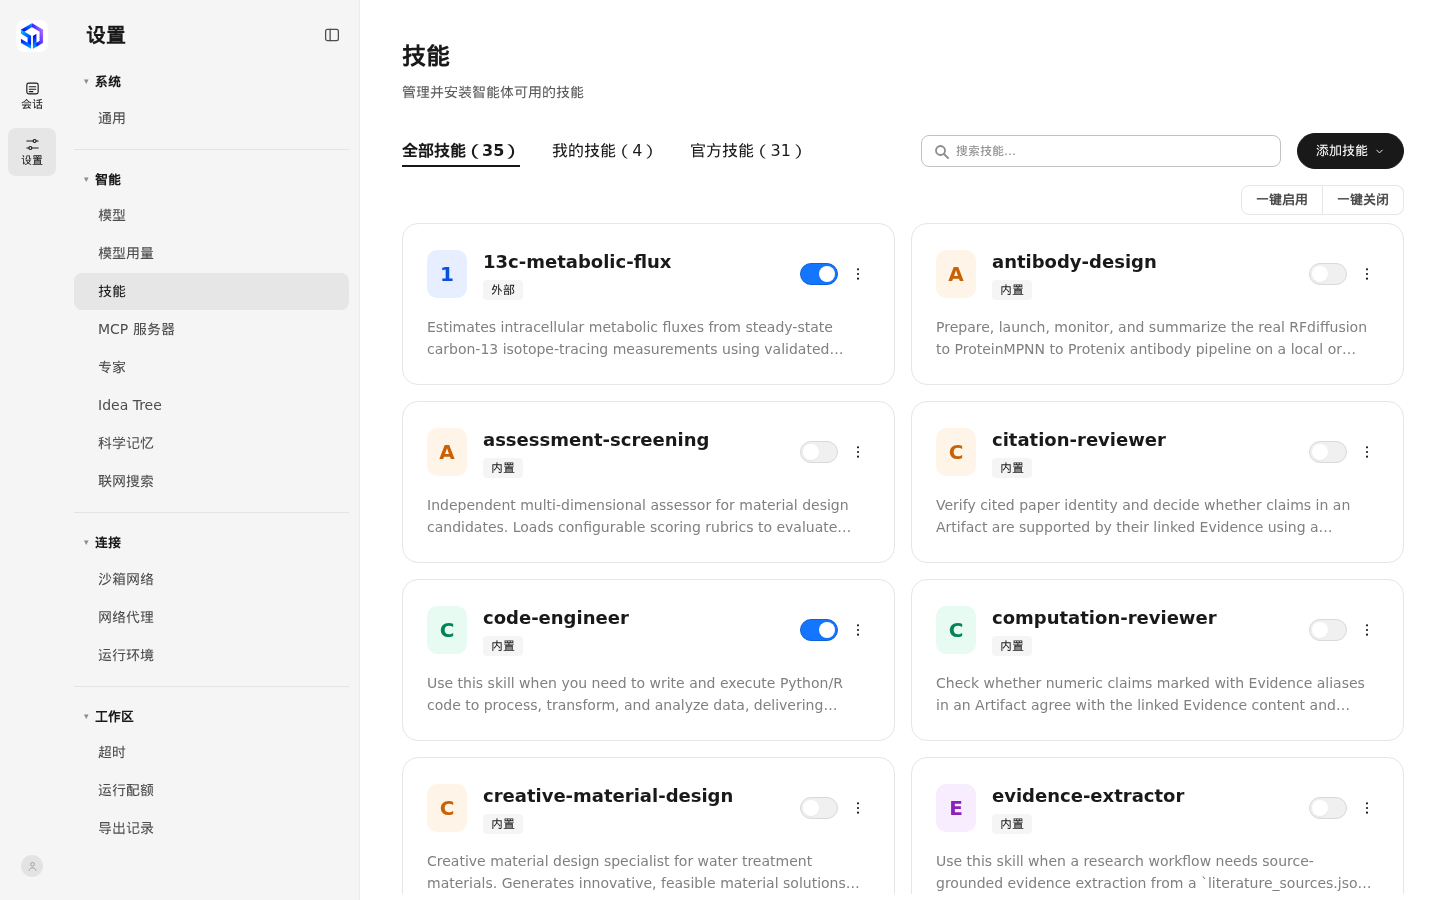 设置
会话
设置
系统
通用
智能
模型
模型用量
技能
MCP 服务器
专家
Idea Tree
科学记忆
联网搜索
连接
沙箱网络
网络代理
运行环境
工作区
超时
运行配额
导出记录
技能
管理并安装智能体可用的技能
全部技能（35） 我的技能（4） 官方技能（31）
搜索技能...
添加技能
一键启用 一键关闭
1
13c-metabolic-flux
外部
Estimates intracellular metabolic fluxes from steady-state
carbon-13 isotope-tracing measurements using validated...
A
antibody-design
内置
Prepare, launch, monitor, and summarize the real RFdiffusion
to ProteinMPNN to Protenix antibody pipeline on a local or...
A
assessment-screening
内置
Independent multi-dimensional assessor for material design
candidates. Loads configurable scoring rubrics to evaluate...
C
citation-reviewer
内置
Verify cited paper identity and decide whether claims in an
Artifact are supported by their linked Evidence using a...
C
code-engineer
内置
Use this skill when you need to write and execute Python/R
code to process, transform, and analyze data, delivering...
C
computation-reviewer
内置
Check whether numeric claims marked with Evidence aliases
in an Artifact agree with the linked Evidence content and...
C
creative-material-design
内置
Creative material design specialist for water treatment
materials. Generates innovative, feasible material solutions...
E
evidence-extractor
内置
Use this skill when a research workflow needs source-
grounded evidence extraction from a `literature_sources.jso...